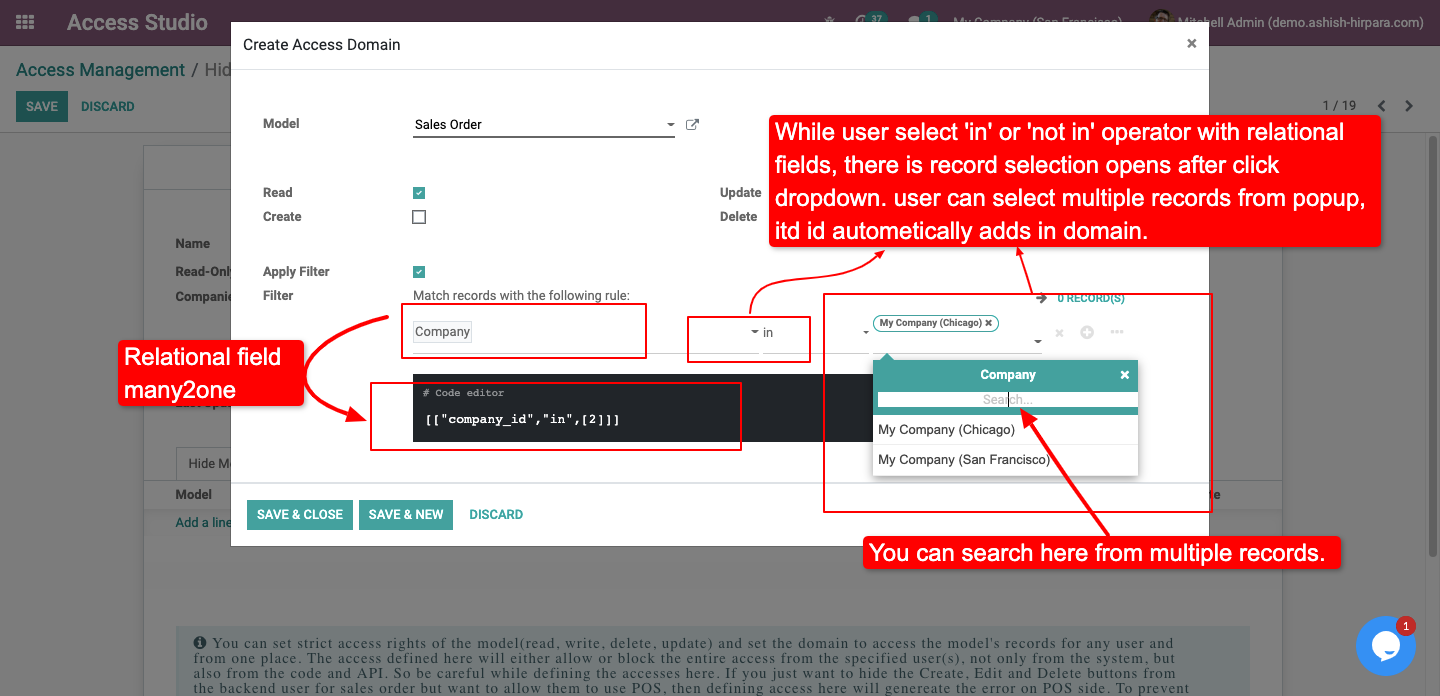 Access Studio
37
1
My Company (San Francisco)
Mitchell Admin (demo.ashish-hirpara.com)
Create Access Domain
×
Access Management / Hid
SAVE
DISCARD
1 / 19
Model
Sales Order
While user select 'in' or 'not in' operator with relational
fields, there is record selection opens after click
dropdown. user can select multiple records from popup,
itd id autometically adds in domain.
Read
Update
Create
Delete
Name
Read-Onl
Companie
Apply Filter
Filter
Match records with the following rule:
0 RECORD(S)
Company
in
My Company (Chicago) ×
Relational field
many2one
Company
×
Search...
# Code editor
[["company_id","in",[2]]]
My Company (Chicago)
My Company (San Francisco)
Hide M
Model
Add a line
SAVE & CLOSE
SAVE & NEW
DISCARD
You can search here from multiple records.
1
You can set strict access rights of the model(read, write, delete, update) and set the domain to access the model's records for any user and
from one place. The access defined here will either allow or block the entire access from the specified user(s), not only from the system, but
also from the code and API. So be careful while defining the accesses here. If you just want to hide the Create, Edit and Delete buttons from
the backend user for sales order but want to allow them to use POS, then defining access here will genereate the error on POS side. To prevent